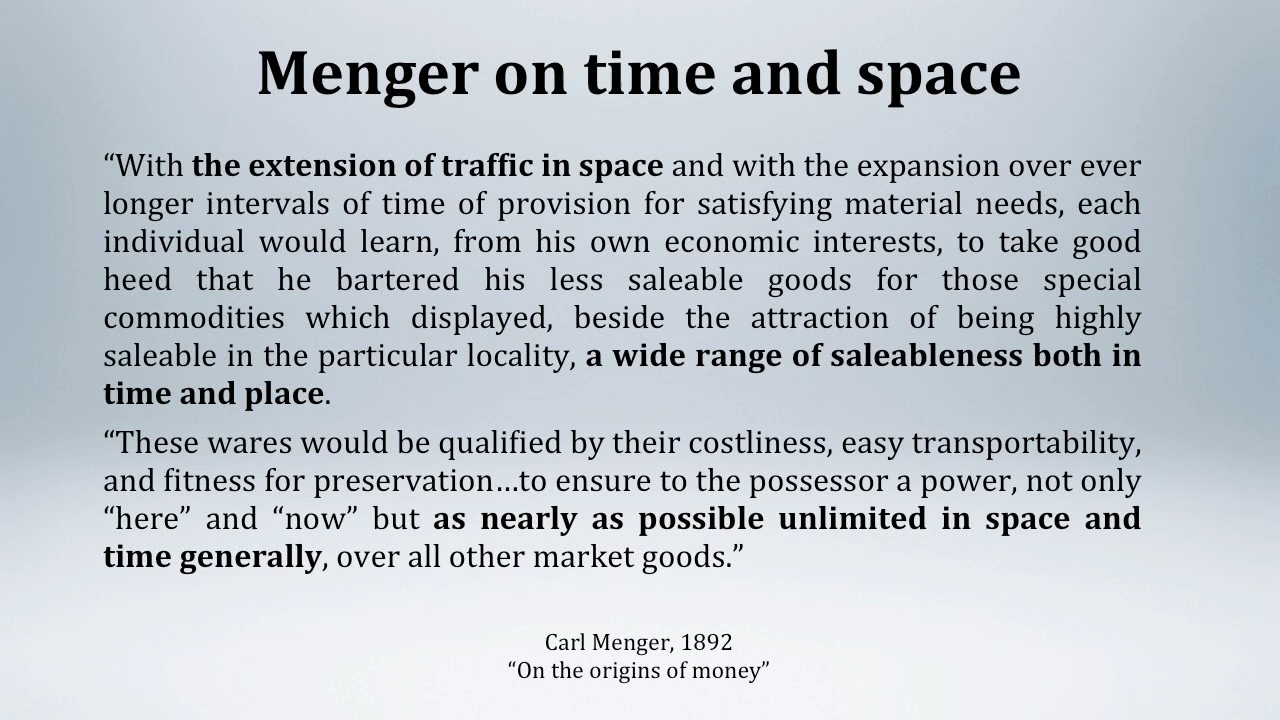 Menger on time and space
“With the extension of traffic in space and with the expansion over ever
longer intervals of time of provision for satisfying material needs, each
individual would learn, from his own economic interests, to take good
heed that he bartered his less saleable goods for those special
commodities which displayed, beside the attraction of being highly
saleable in the particular locality, a wide range of saleableness both in
time and place.
“These wares would be qualified by their costliness, easy transportability,
and fitness for preservation…to ensure to the possessor a power, not only
“here” and “now” but as nearly as possible unlimited in space and
time generally, over all other market goods.”
Carl Menger, 1892
“On the origins of money”